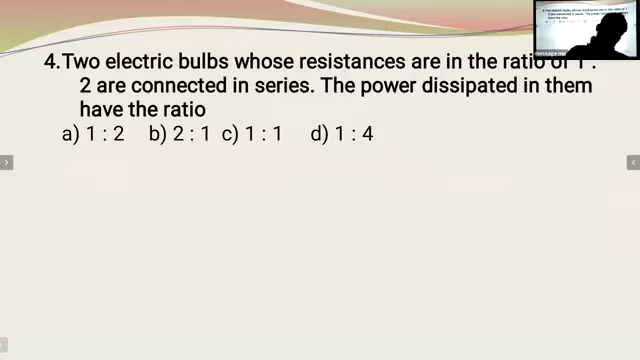 4.Two electric bulbs whose resistances are in the ratio of 1 :
2 are connected in series. The power dissipated in them
have the ratio
a) 1 : 2 b) 2 : 1 c) 1 : 1 d) 1 : 4